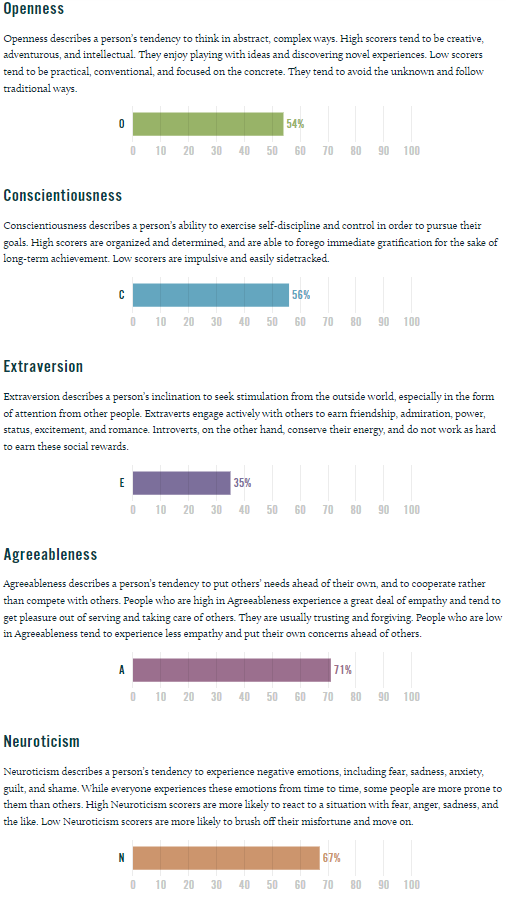 Openness
Openness describes a person's tendency to think in abstract, complex ways. High scorers tend to be creative,
adventurous, and intellectual. They enjoy playing with ideas and discovering novel experiences. Low scorers
tend to be practical, conventional, and focused on the concrete. They tend to avoid the unknown and follow
traditional ways.
O 54%
0 10 20 30 40 50 60 70 80 90 100
Conscientiousness
Conscientiousness describes a person's ability to exercise self-discipline and control in order to pursue their
goals. High scorers are organized and determined, and are able to forego immediate gratification for the sake of
long-term achievement. Low scorers are impulsive and easily sidetracked.
C 56%
0 10 20 30 40 50 60 70 80 90 100
Extraversion
Extraversion describes a person's inclination to seek stimulation from the outside world, especially in the form
of attention from other people. Extraverts engage actively with others to earn friendship, admiration, power,
status, excitement, and romance. Introverts, on the other hand, conserve their energy, and do not work as hard
to earn these social rewards.
E 35%
0 10 20 30 40 50 60 70 80 90 100
Agreeableness
Agreeableness describes a person's tendency to put others' needs ahead of their own, and to cooperate rather
than compete with others. People who are high in Agreeableness experience a great deal of empathy and tend to
get pleasure out of serving and taking care of others. They are usually trusting and forgiving. People who are low
in Agreeableness tend to experience less empathy and put their own concerns ahead of others.
A 71%
0 10 20 30 40 50 60 70 80 90 100
Neuroticism
Neuroticism describes a person's tendency to experience negative emotions, including fear, sadness, anxiety,
guilt, and shame. While everyone experiences these emotions from time to time, some people are more prone to
them than others. High Neuroticism scorers are more likely to react to a situation with fear, anger, sadness, and
the like. Low Neuroticism scorers are more likely to brush off their misfortune and move on.
N 67%
0 10 20 30 40 50 60 70 80 90 100